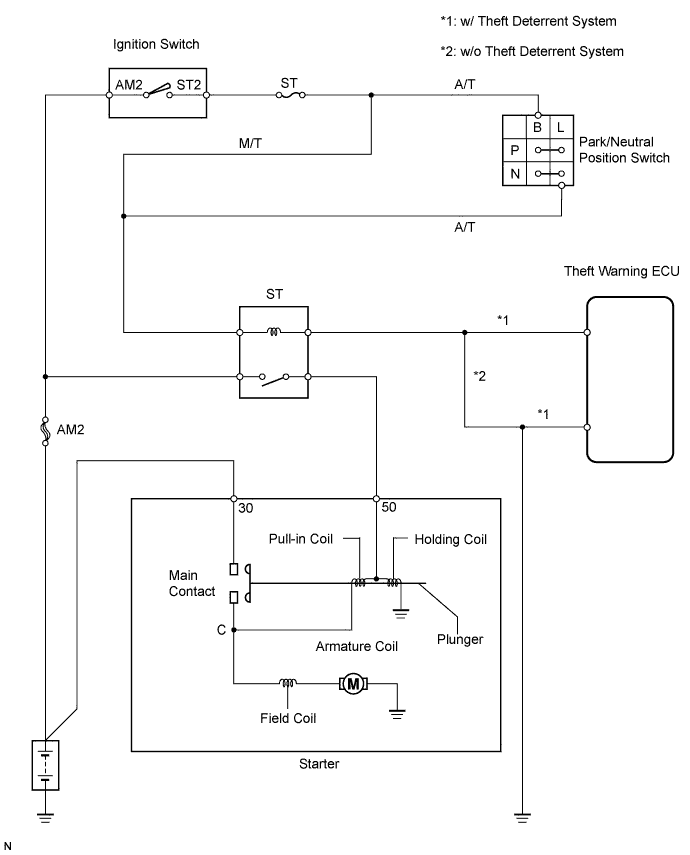 *1: w/ Theft Deterrent System
Ignition Switch
*2: w/o Theft Deterrent System
AM2
ST2
ST
A/T
B
L
M/T
P
Park/Neutral
N
Position Switch
A/T
Theft Warning ECU
ST
*1
*2
*1
AM2
30
50
Pull-in Coil
Holding Coil
Main
Contact
C
Armature Coil
Plunger
M
Field Coil
Starter
N